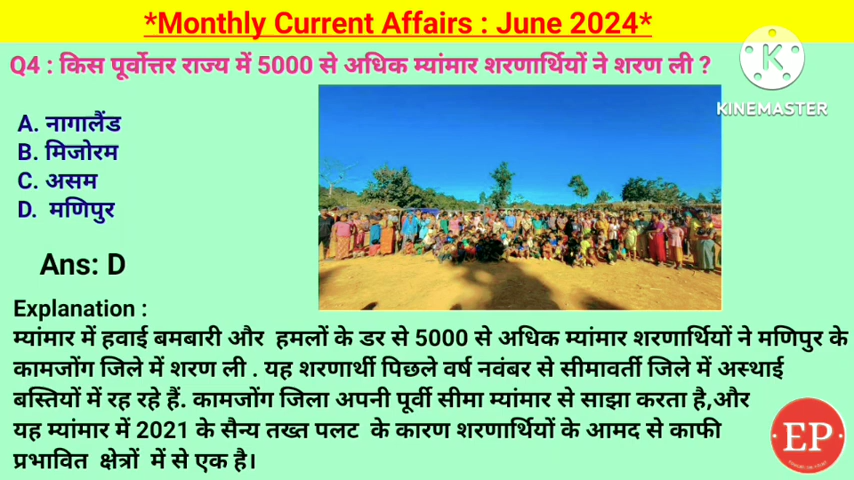 *Monthly Current Affairs : June 2024*
Q4 : किस पूर्वोत्तर राज्य में 5000 से अधिक म्यांमार शरणार्थियों ने शरण ली ?
KINEMASTER
A. नागालैंड
B. मिजोरम
C. असम
D. मणिपुर
Ans: D
Explanation :
म्यांमार में हवाई बमबारी और हमलों के डर से 5000 से अधिक म्यांमार शरणार्थियों ने मणिपुर के
कामजोंग जिले में शरण ली . यह शरणार्थी पिछले वर्ष नवंबर से सीमावर्ती जिले में अस्थाई
बस्तियों में रह रहे हैं. कामजोंग जिला अपनी पूर्वी सीमा म्यांमार से साझा करता है,और
यह म्यांमार में 2021 के सैन्य तख्त पलट के कारण शरणार्थियों के आमद से काफी
प्रभावित क्षेत्रों में से एक है।
EP